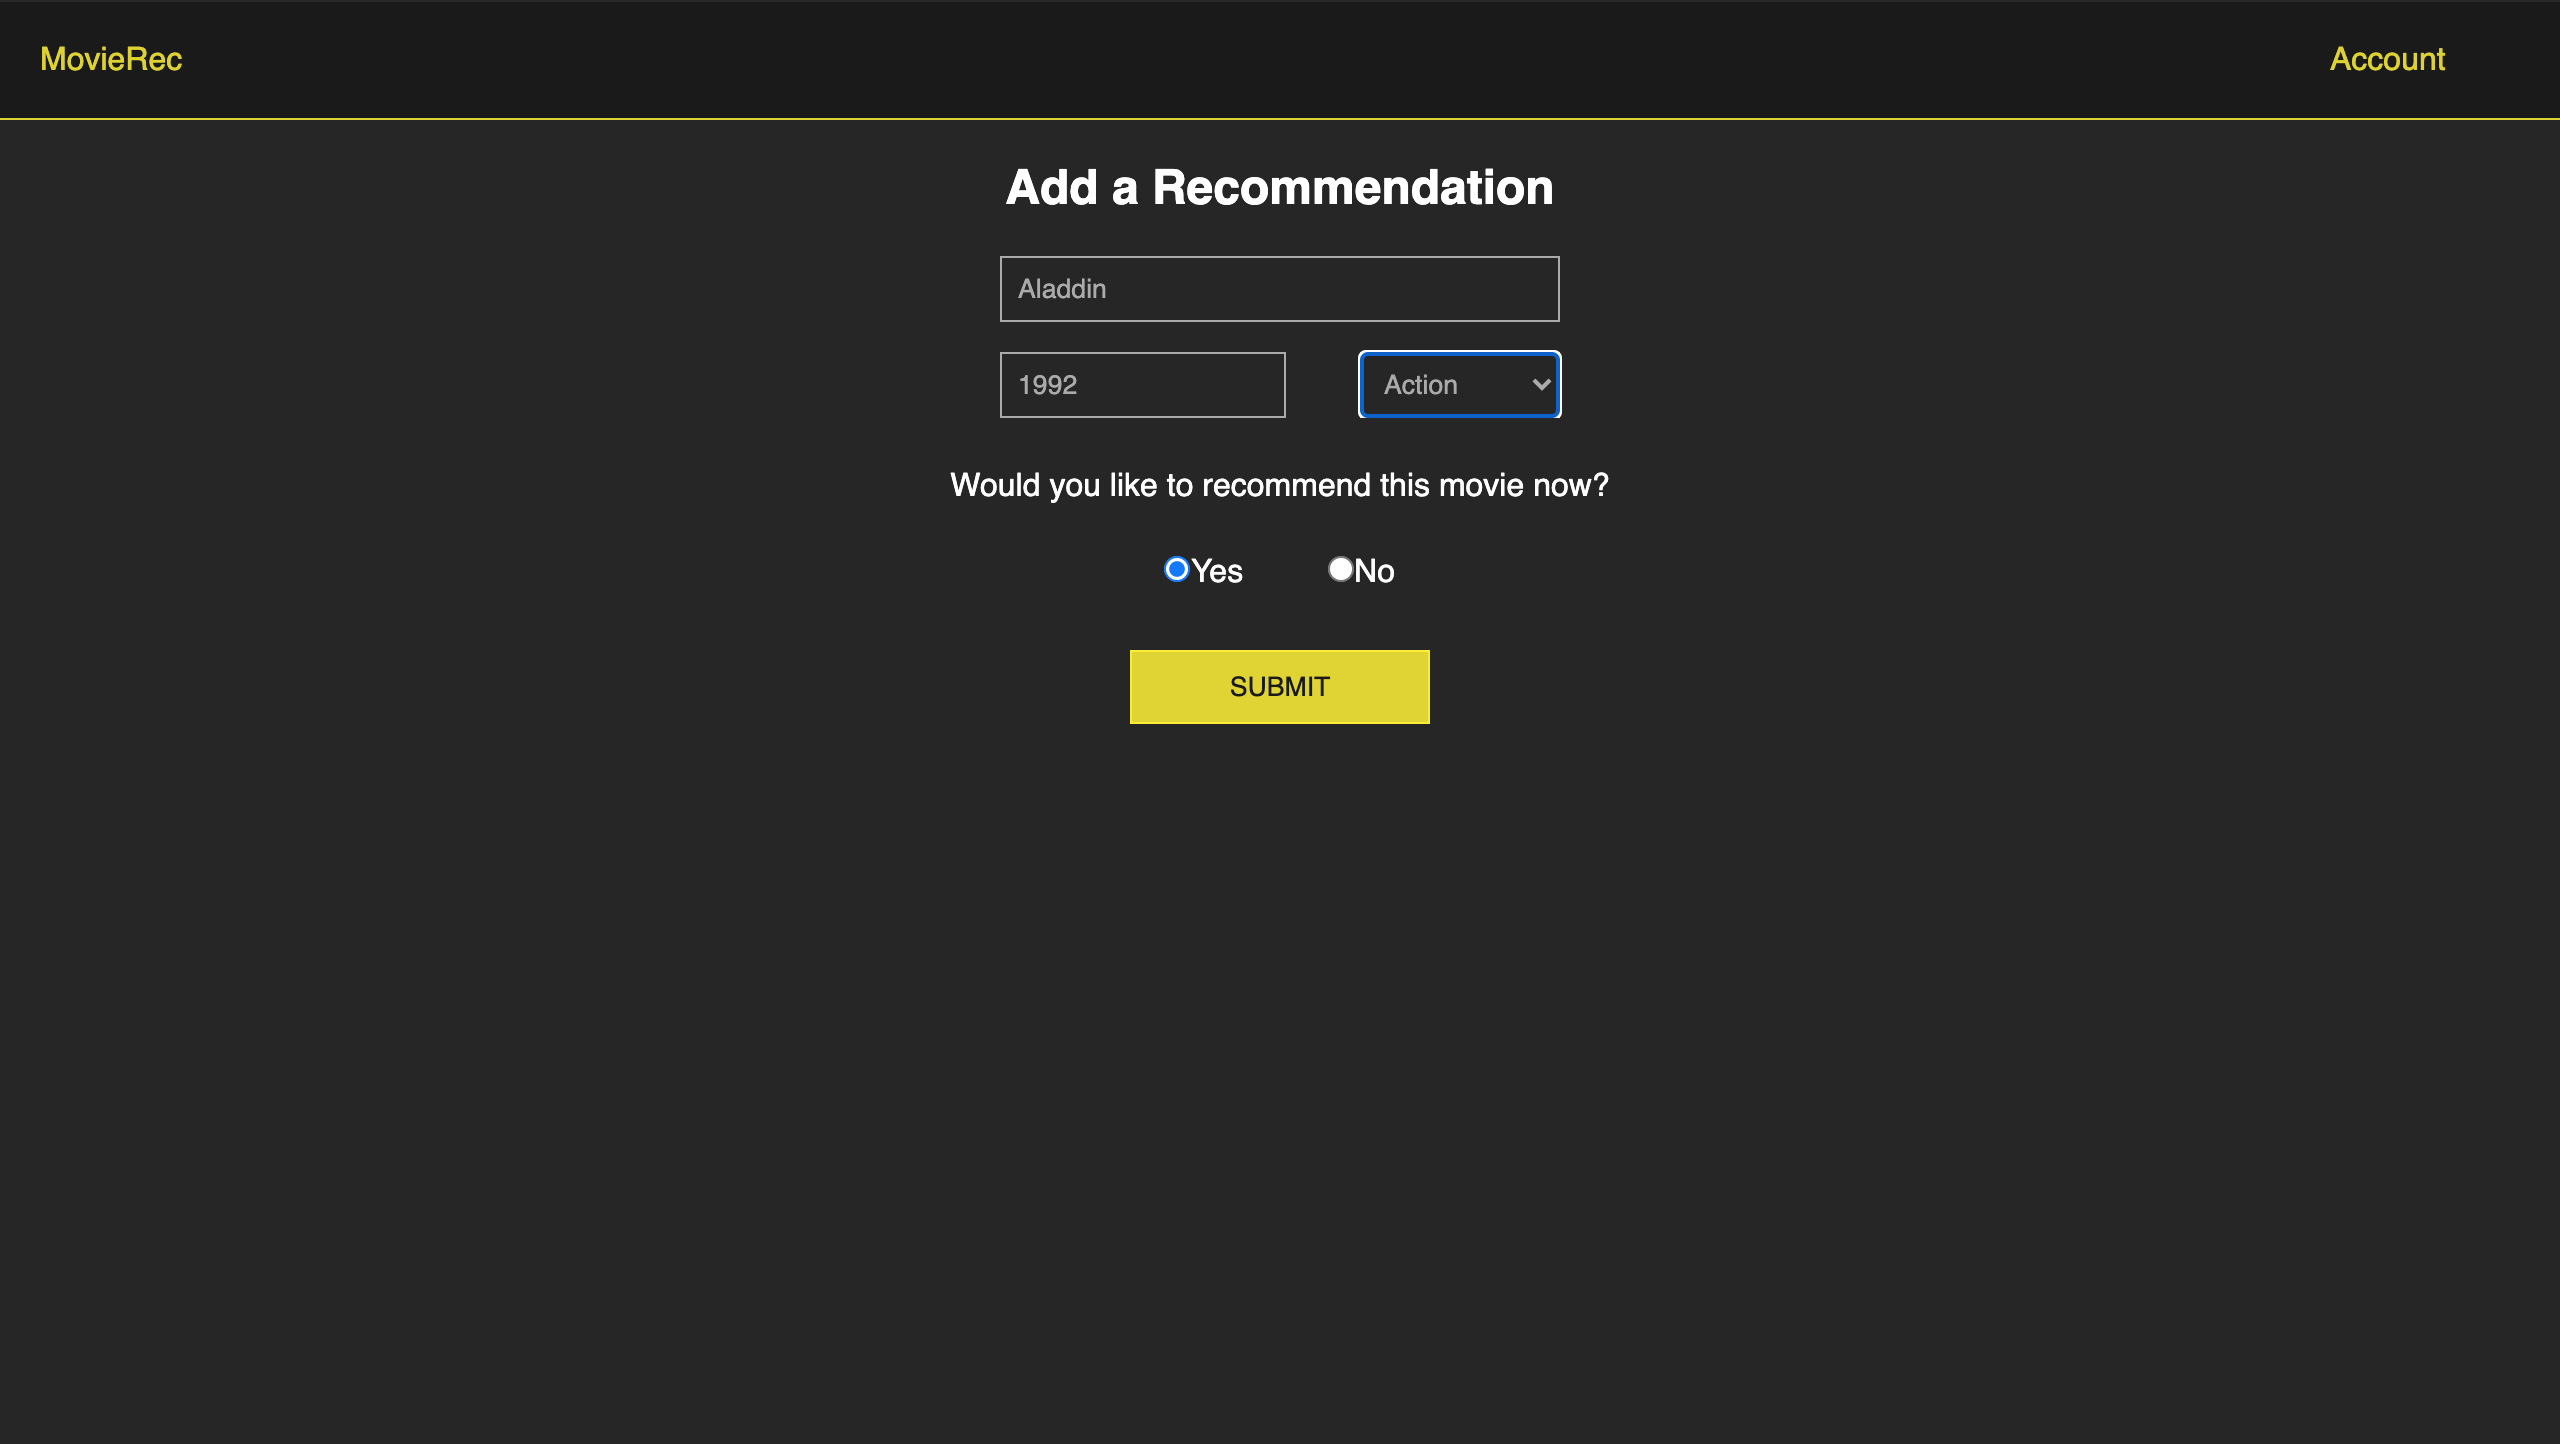 MovieRec
Account
Add a Recommendation
Aladdin
1992
Action
Would you like to recommend this movie now?
Yes
No
SUBMIT